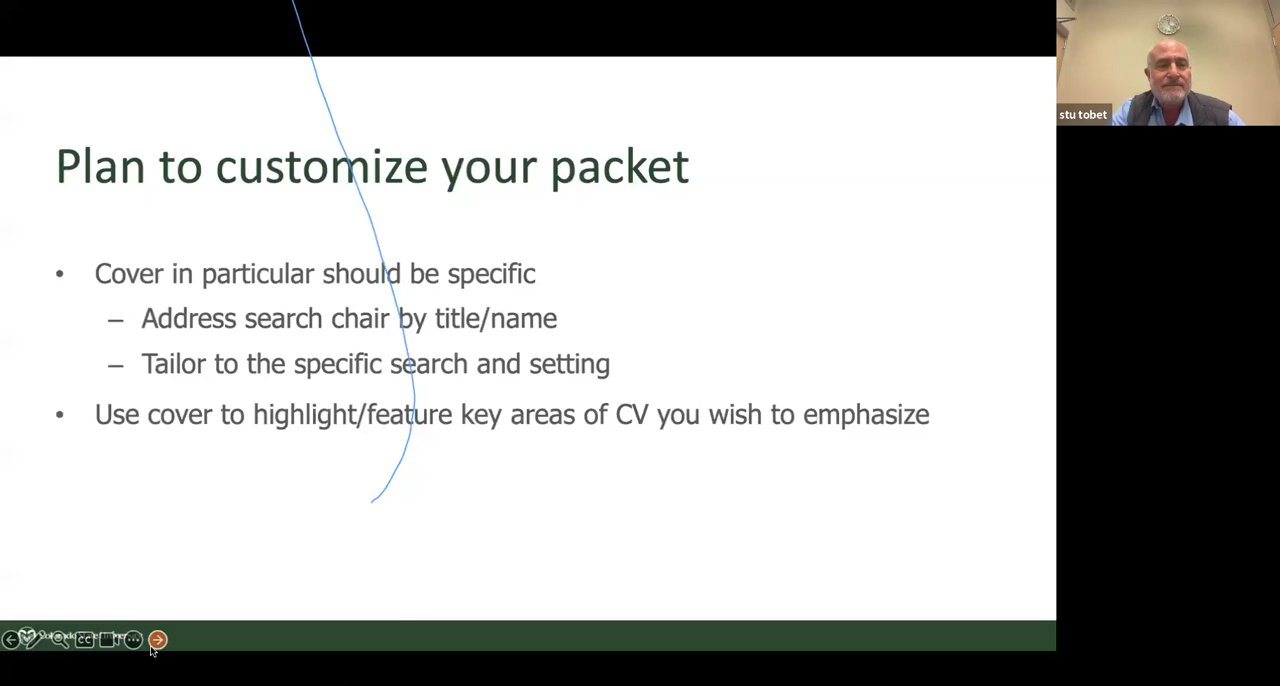 stu tobet
Plan to customize your packet
• Cover in particular should be specific
– Address search chair by title/name
– Tailor to the specific search and setting
• Use cover to highlight/feature key areas of CV you wish to emphasize
CC